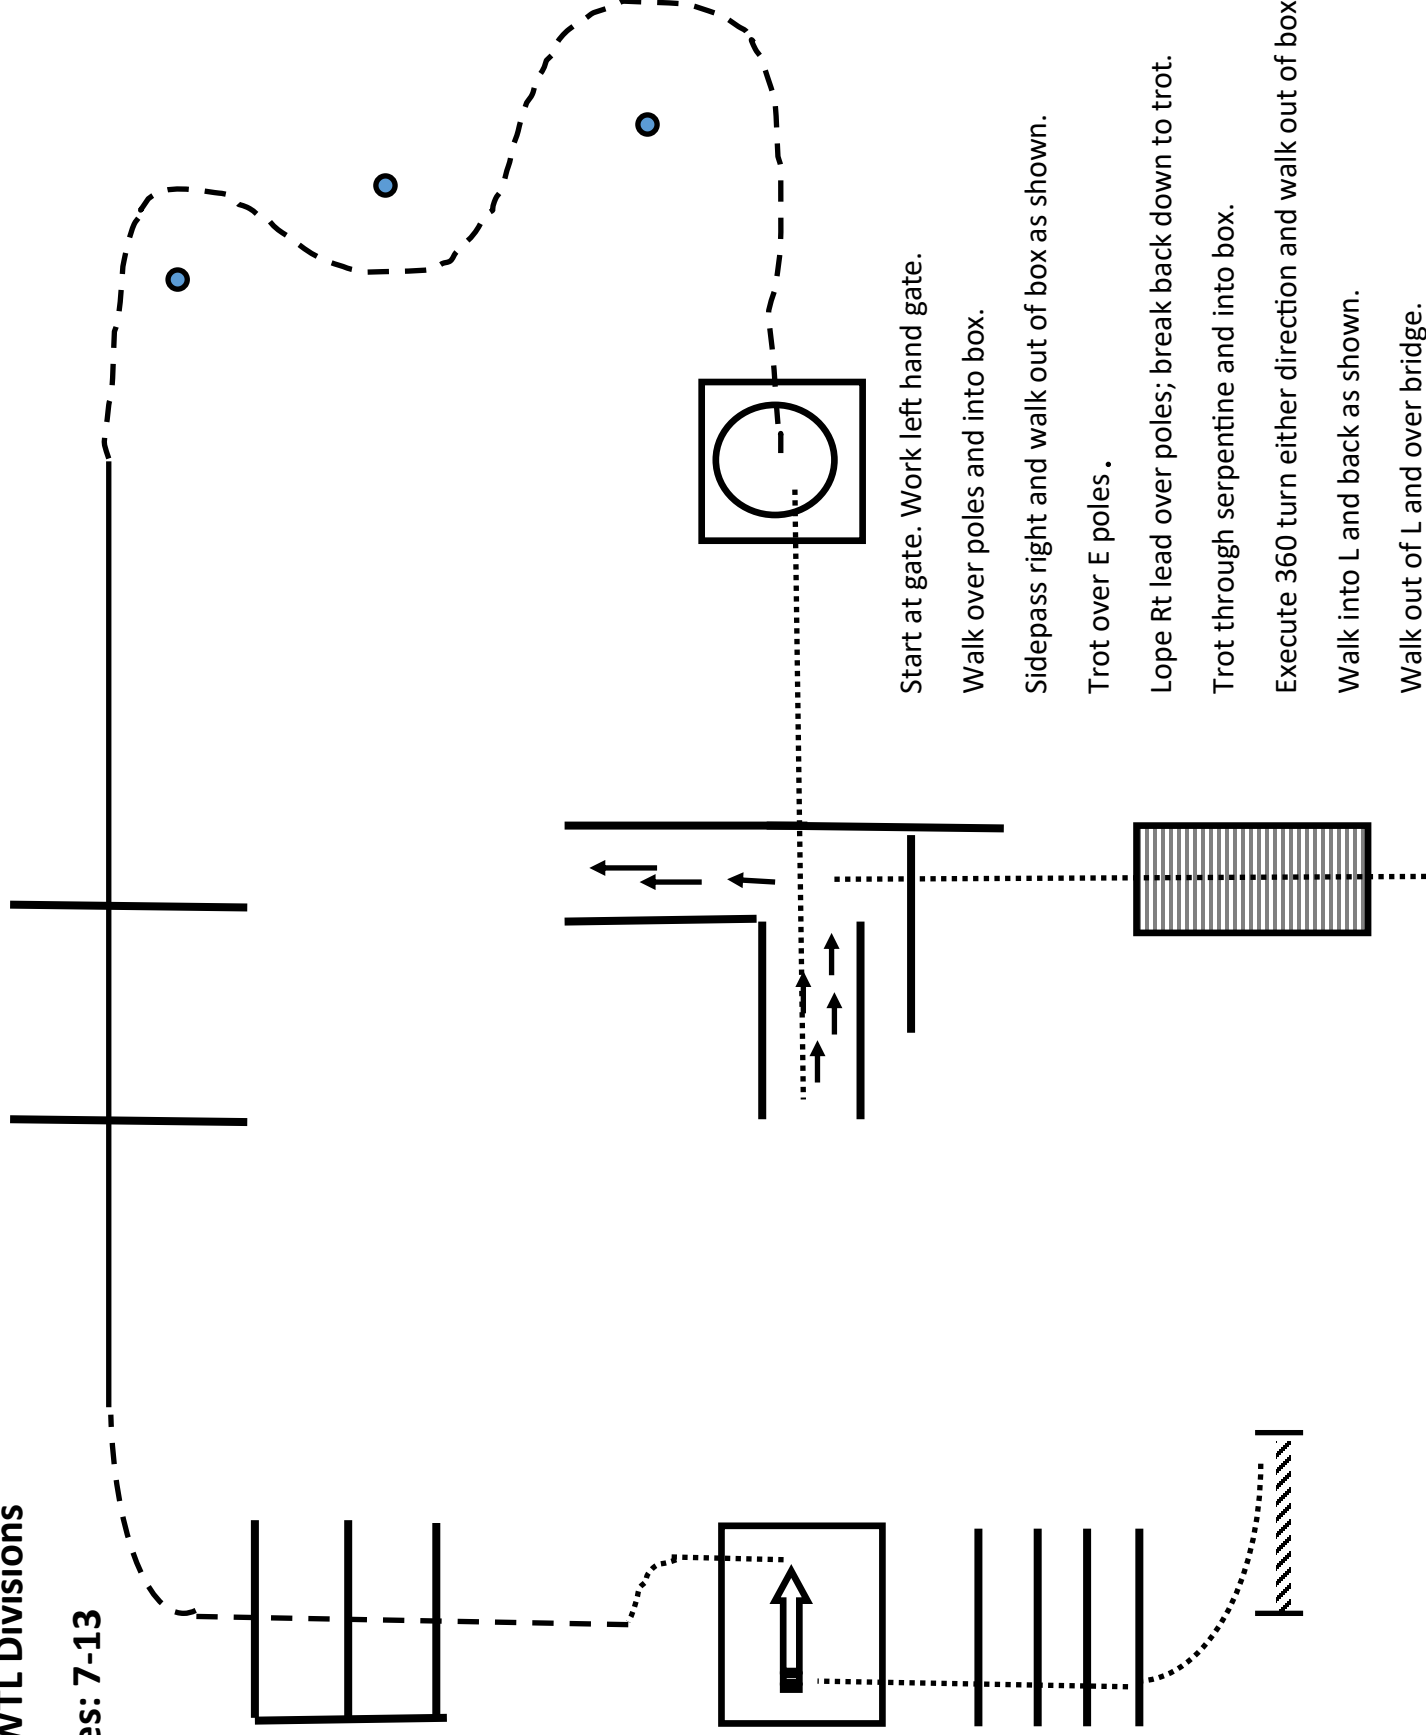 WTL Divisions
es: 7-13
Start at gate. Work left hand gate.
Walk over poles and into box.
Sidepass right and walk out of box as shown.
Trot over E poles.
Lope Rt lead over poles; break back down to trot.
Trot through serpentine and into box.
Execute 360 turn either direction and walk out of box
Walk into L and back as shown.
Walk out of L and over bridge.